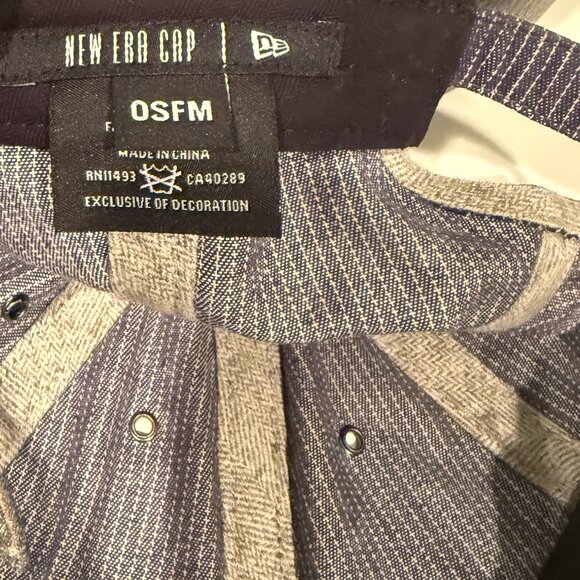 NEW ERA CAP
OSFM
MADE IN CHINA
RN11493 CA40289
EXCLUSIVE OF DECORATION